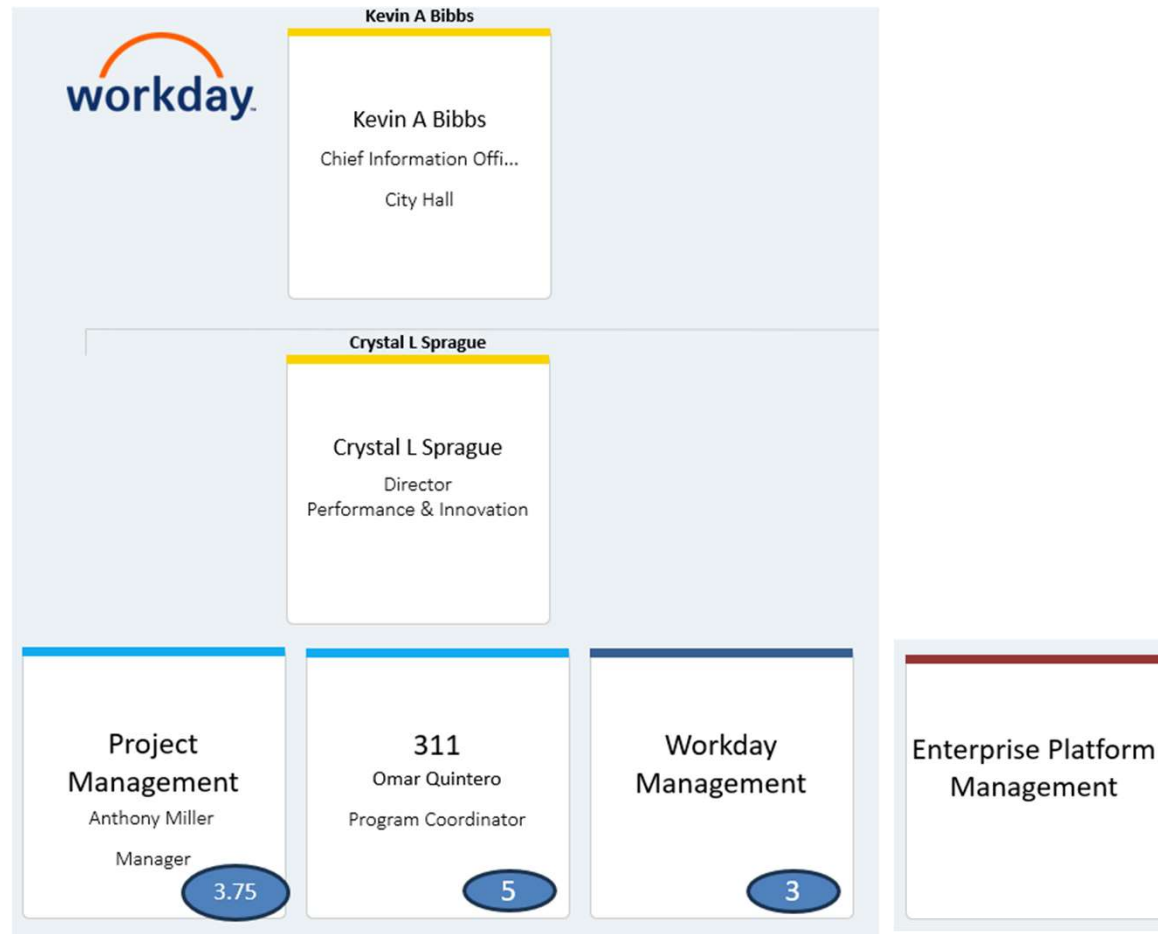 Kevin A Bibbs
workday
Kevin A Bibbs
Chief Information Offi...
City Hall
Crystal L Sprague
Crystal L Sprague
Director
Performance & Innovation
Project
Management
Anthony Miller
Manager
3.75
311
Omar Quintero
Program Coordinator
5
Workday
Management
3
Enterprise Platform
Management